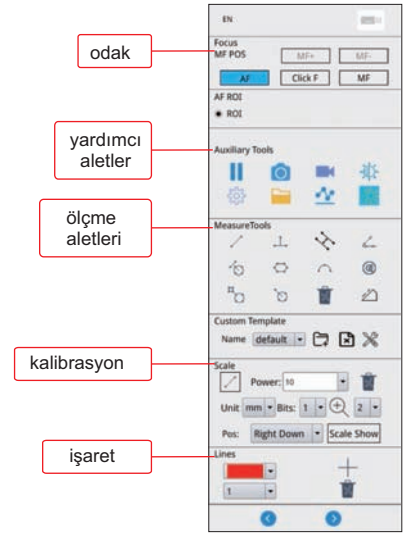 EN
odak
Focus
MF POS
MF+
MF-
AF
Click F
MF
AF ROI
ROI
yardımcı
aletler
Auxiliary Tools
ölçme
aletleri
MeasureTools
Custom Template
Name default
kalibrasyon
Scale
Power: 10
Unit mm Bits: 1 2
Pos: Right Down Scale Show
işaret
Lines
1